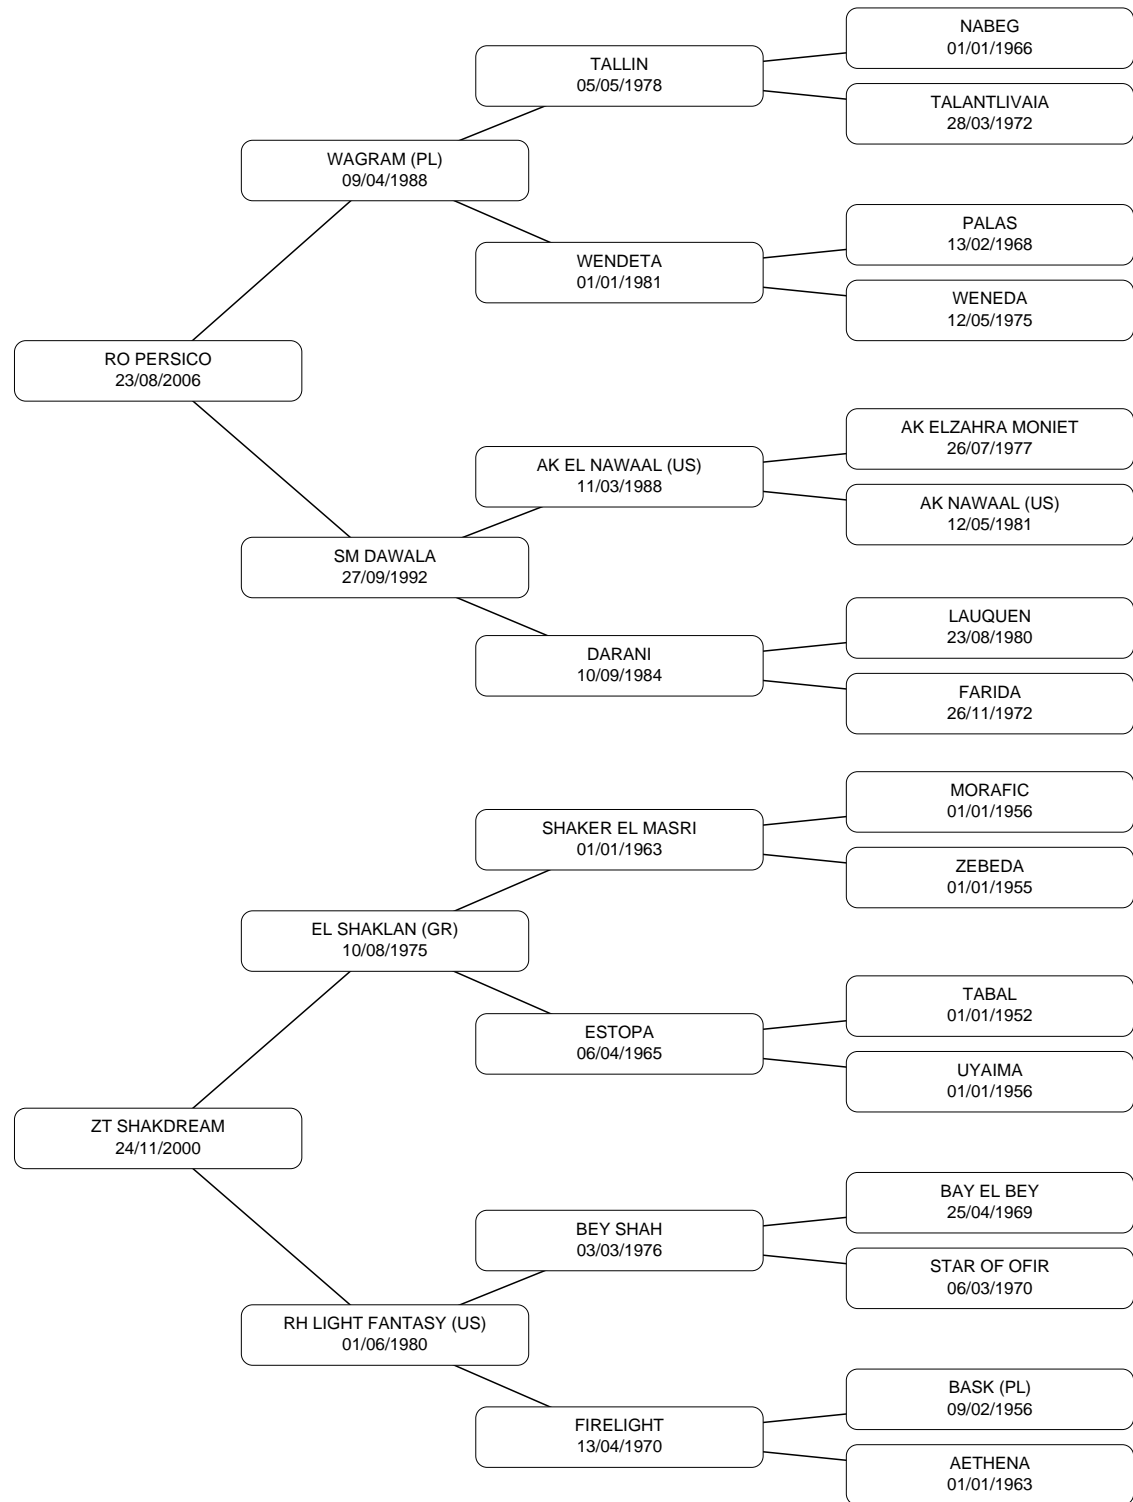 NABEG
01/01/1966
TALLIN
05/05/1978
TALANTLIVAIA
28/03/1972
WAGRAM (PL)
09/04/1988
PALAS
13/02/1968
WENDETA
01/01/1981
WENEDA
12/05/1975
RO PERSICO
23/08/2006
AK ELZAHRA MONIET
26/07/1977
AK EL NAWAAL (US)
11/03/1988
AK NAWAAL (US)
12/05/1981
SM DAWALA
27/09/1992
LAUQUEN
23/08/1980
DARANI
10/09/1984
FARIDA
26/11/1972
MORAFIC
01/01/1956
SHAKER EL MASRI
01/01/1963
ZEBEDA
01/01/1955
EL SHAKLAN (GR)
10/08/1975
TABAL
01/01/1952
ESTOPA
06/04/1965
UYAIMA
01/01/1956
ZT SHAKDREAM
24/11/2000
BAY EL BEY
25/04/1969
BEY SHAH
03/03/1976
STAR OF OFIR
06/03/1970
RH LIGHT FANTASY (US)
01/06/1980
BASK (PL)
09/02/1956
FIRELIGHT
13/04/1970
AETHENA
01/01/1963